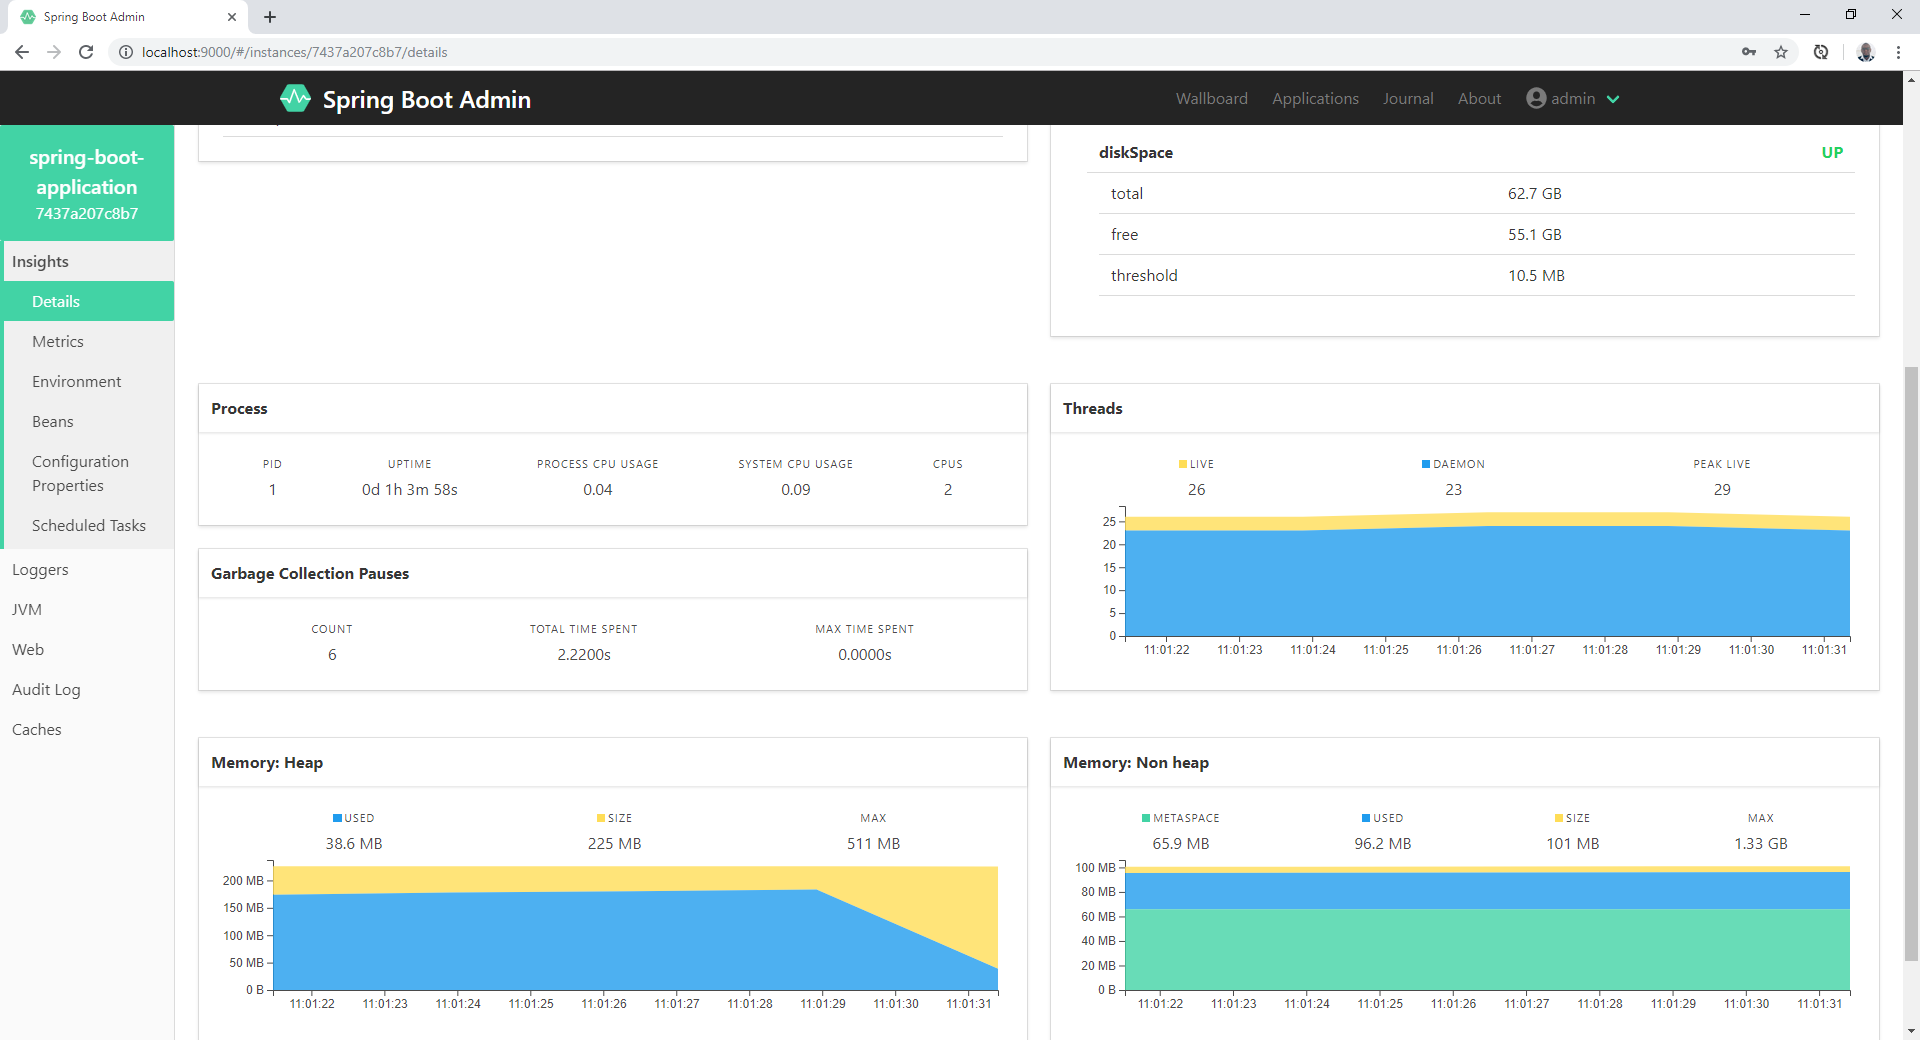 Spring Boot Admin
localhost:9000/#/instances/7437a207c8b7/details
Spring Boot Admin
Wallboard
Applications
Journal
About
admin
spring-boot-
application
7437a207c8b7
Insights
Details
Metrics
Environment
Beans
Configuration
Properties
Scheduled Tasks
Loggers
JVM
Web
Audit Log
Caches
diskSpace UP
total 62.7 GB
free 55.1 GB
threshold 10.5 MB
Process
PID UPTIME PROCESS CPU USAGE SYSTEM CPU USAGE CPUS
1 0d 1h 3m 58s 0.04 0.09 2
Threads
LIVE DAEMON PEAK LIVE
26 23 29
25
20
15
10
5
0
11:01:22 11:01:23 11:01:24 11:01:25 11:01:26 11:01:27 11:01:28 11:01:29 11:01:30 11:01:31
Garbage Collection Pauses
COUNT TOTAL TIME SPENT MAX TIME SPENT
6 2.2200s 0.0000s
Memory: Heap
USED SIZE MAX
38.6 MB 225 MB 511 MB
200 MB
150 MB
100 MB
50 MB
0 B
11:01:22 11:01:23 11:01:24 11:01:25 11:01:26 11:01:27 11:01:28 11:01:29 11:01:30 11:01:31
Memory: Non heap
METASPACE USED SIZE MAX
65.9 MB 96.2 MB 101 MB 1.33 GB
100 MB
80 MB
60 MB
40 MB
20 MB
0 B
11:01:22 11:01:23 11:01:24 11:01:25 11:01:26 11:01:27 11:01:28 11:01:29 11:01:30 11:01:31